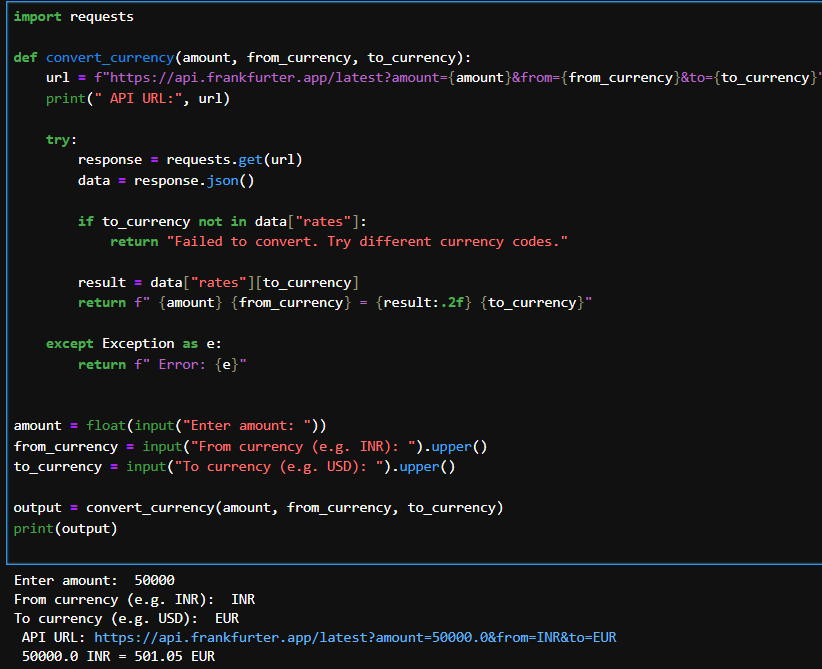 import requests
def convert_currency(amount, from_currency, to_currency):
    url = f"https://api.frankfurter.app/latest?amount={amount}&from={from_currency}&to={to_currency}"
    print(" API URL:", url)
    try:
        response = requests.get(url)
        data = response.json()
        if to_currency not in data["rates"]:
            return "Failed to convert. Try different currency codes."
        result = data["rates"][to_currency]
        return f" {amount} {from_currency} = {result:.2f} {to_currency}"
    except Exception as e:
        return f" Error: {e}"
amount = float(input("Enter amount: "))
from_currency = input("From currency (e.g. INR): ").upper()
to_currency = input("To currency (e.g. USD): ").upper()
output = convert_currency(amount, from_currency, to_currency)
print(output)
Enter amount:  50000
From currency (e.g. INR):  INR
To currency (e.g. USD):  EUR
 API URL: https://api.frankfurter.app/latest?amount=50000.0&from=INR&to=EUR
 50000.0 INR = 501.05 EUR